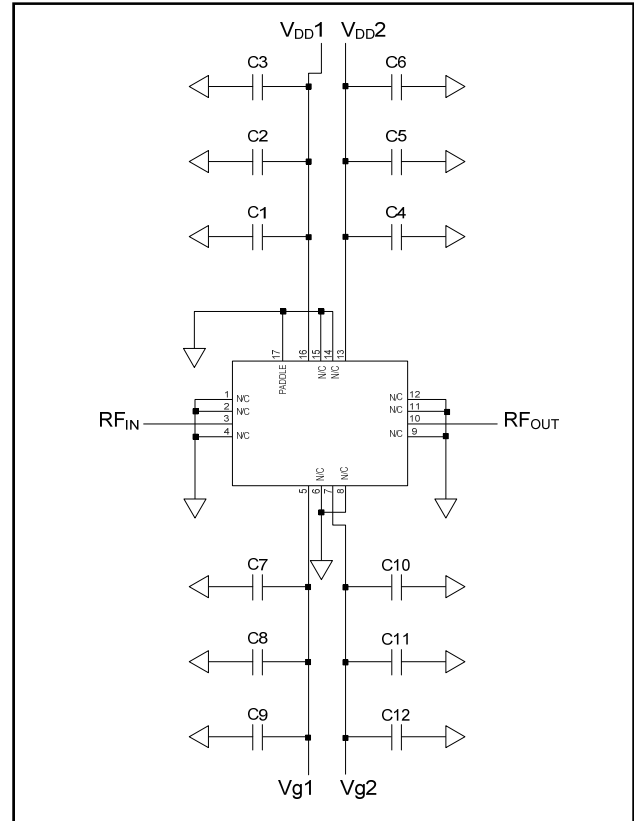 VDD1 VDD2
C3 C6
C2 C5
C1 C4
17 16 15 14 13
PADDLE N/C N/C
1 N/C N/C 12
2 N/C N/C 11
RFIN 3 10 RFOUT
4 N/C N/C 9
N/C N/C
5 6 7 8
C7 C10
C8 C11
C9 C12
Vg1 Vg2